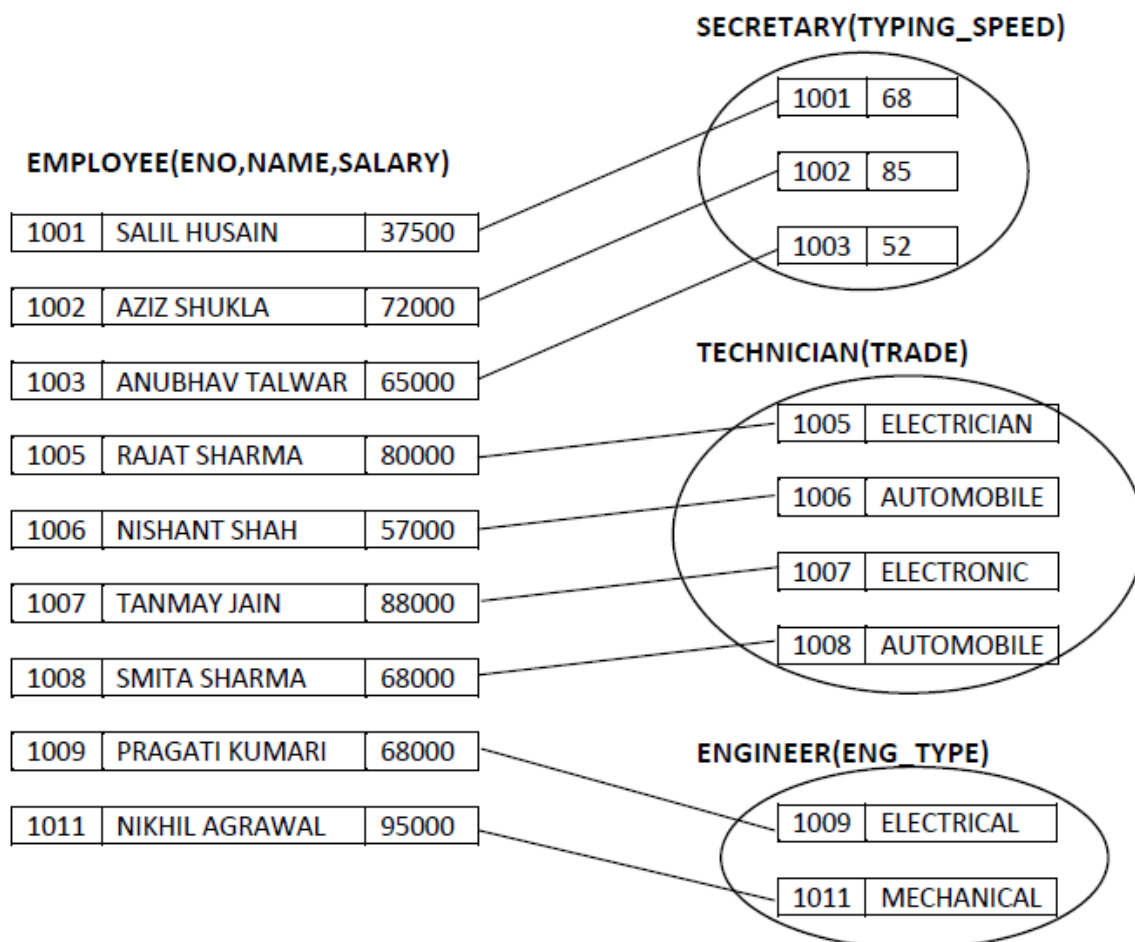 SECRETARY(TYPING_SPEED)
1001 68
1002 85
1003 52
EMPLOYEE(ENO,NAME,SALARY)
1001 SALIL HUSAIN 37500
1002 AZIZ SHUKLA 72000
1003 ANUBHAV TALWAR 65000
1005 RAJAT SHARMA 80000
1006 NISHANT SHAH 57000
1007 TANMAY JAIN 88000
1008 SMITA SHARMA 68000
1009 PRAGATI KUMARI 68000
1011 NIKHIL AGRAWAL 95000
TECHNICIAN(TRADE)
1005 ELECTRICIAN
1006 AUTOMOBILE
1007 ELECTRONIC
1008 AUTOMOBILE
ENGINEER(ENG_TYPE)
1009 ELECTRICAL
1011 MECHANICAL